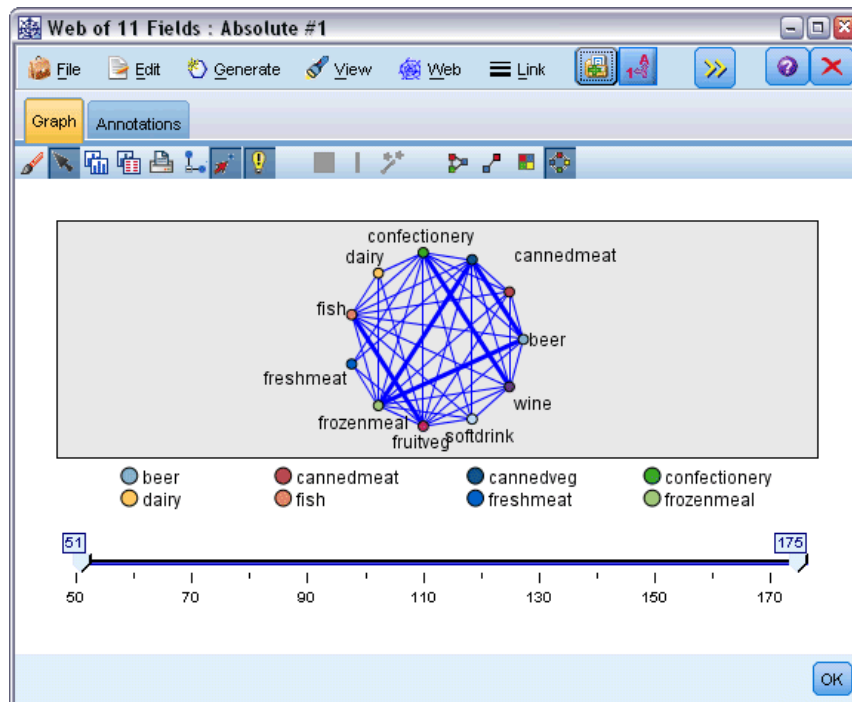 Web of 11 Fields : Absolute #1
File Edit Generate View Web Link
Graph Annotations
confectionery
dairy cannedmeat
fish
beer
freshmeat
wine
frozenmeal
softdrink
fruitveg
beer cannedmeat cannedveg confectionery
dairy fish freshmeat frozenmeal
51 175
50 70 90 110 130 150 170
OK